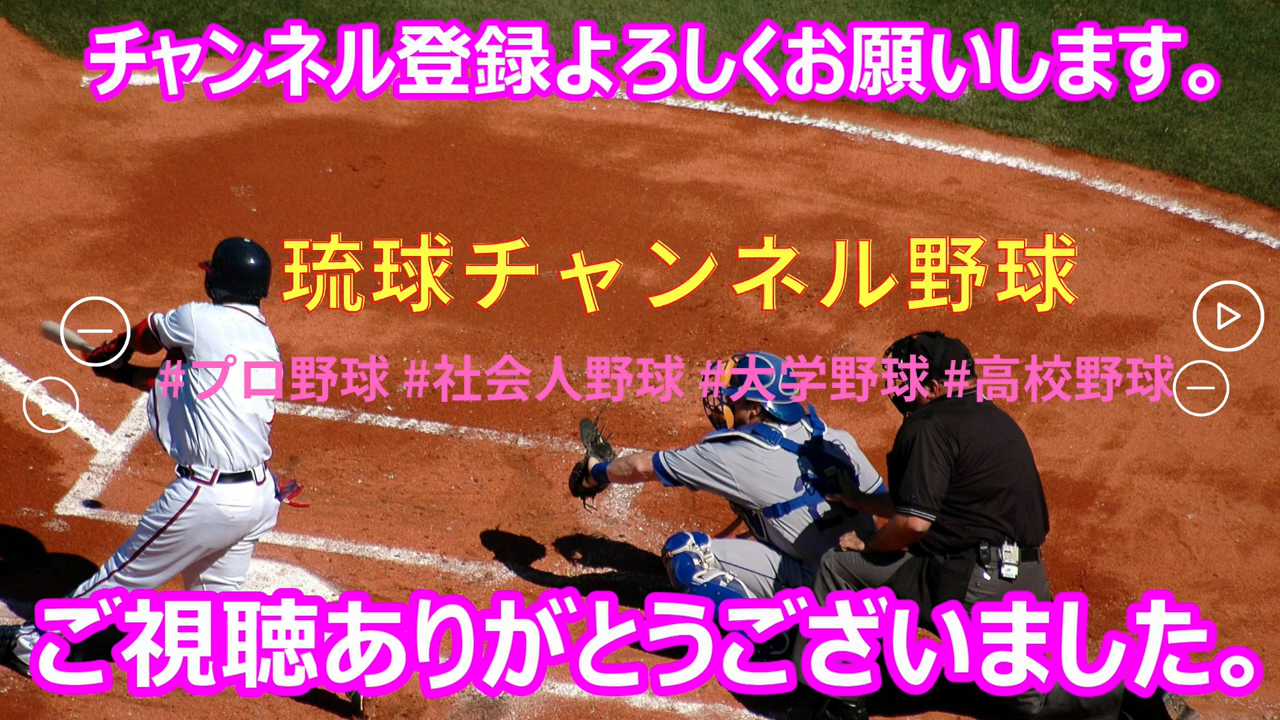 チャンネル登録よろしくお願いします。
琉球チャンネル野球
#プロ野球 #社会人野球 #大学野球 #高校野球
ご視聴ありがとうございました。